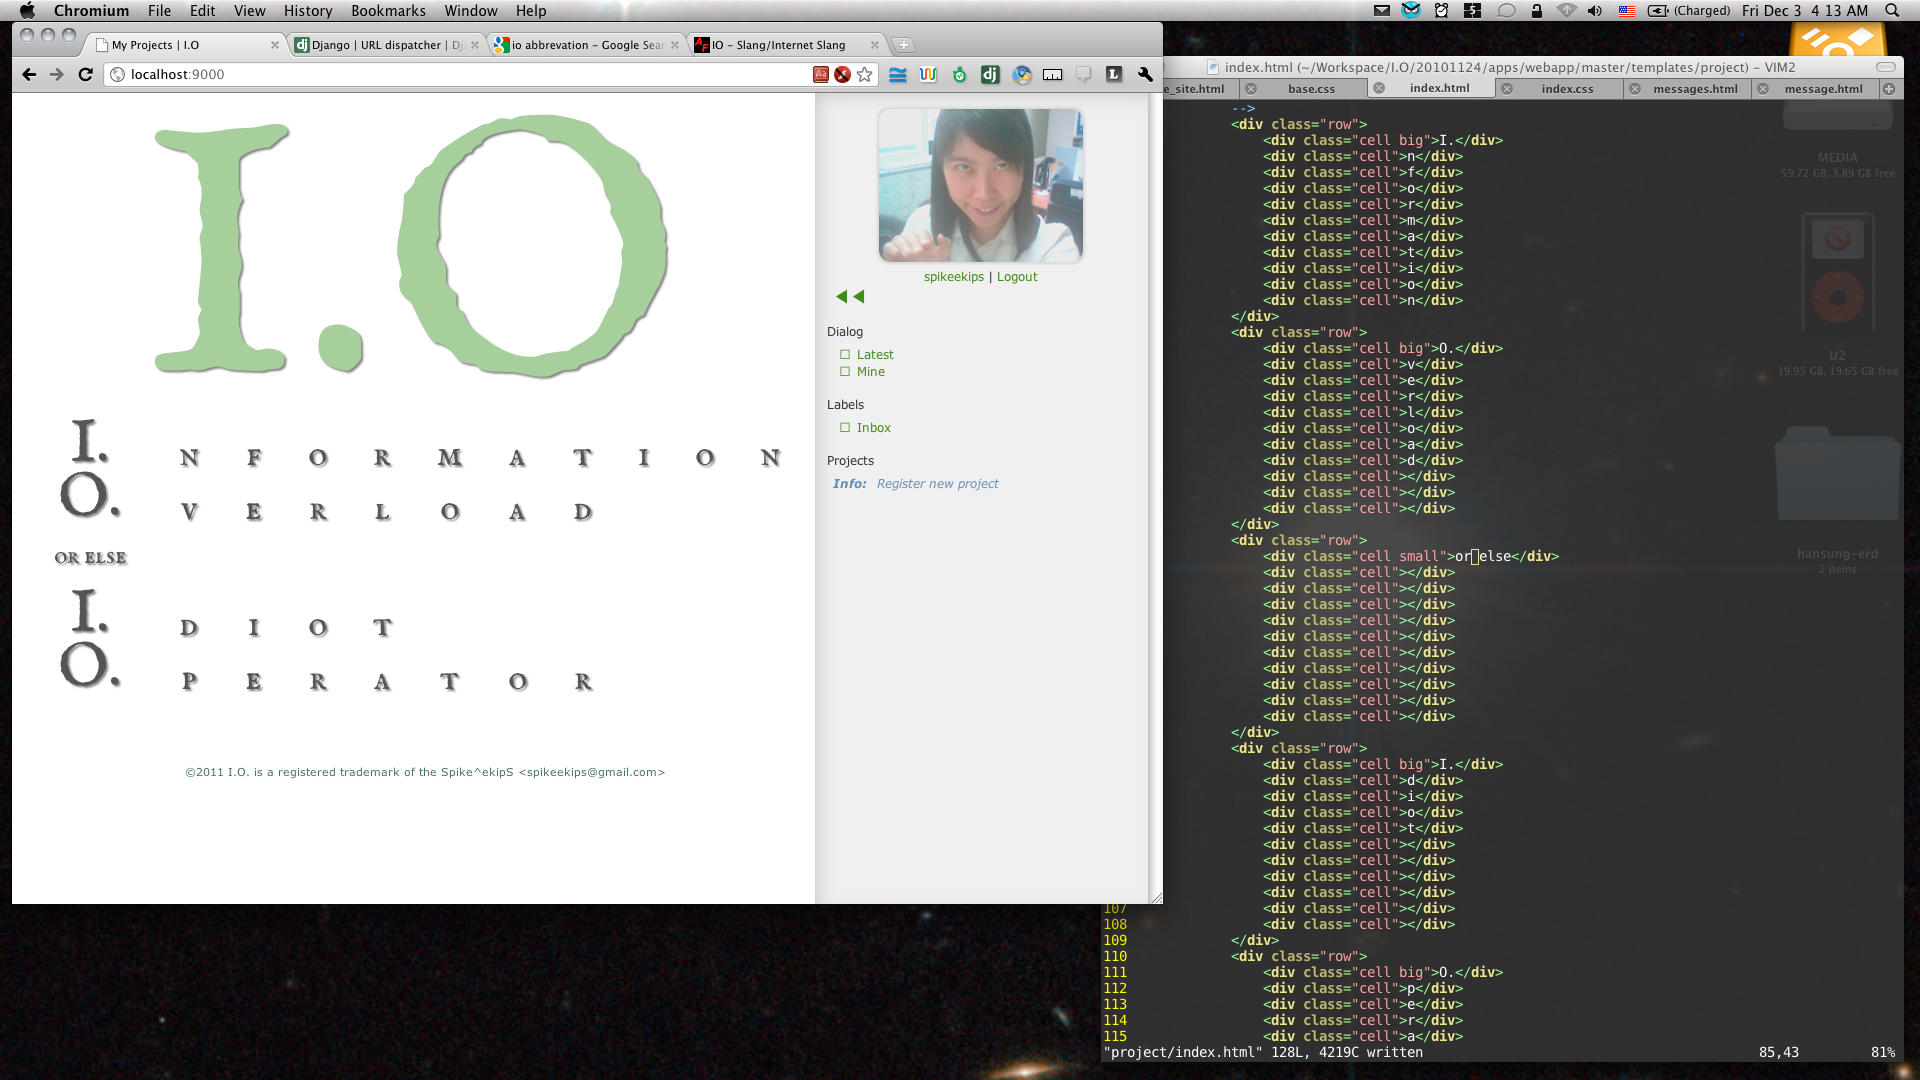 Chromium File Edit View History Bookmarks Window Help
(Charged) Fri Dec 3 4 13 AM
My Projects | I.O
Django | URL dispatcher | Dj
io abbrevation – Google Sear
IO – Slang/Internet Slang
localhost:9000
I.O
I. N F O R M A T I O N
O. V E R L O A D
OR ELSE
I. D I O T
O. P E R A T O R
©2011 I.O. is a registered trademark of the Spike^ekipS <spikeekips@gmail.com>
spikeekips | Logout
Dialog
Latest
Mine
Labels
Inbox
Projects
Info: Register new project
index.html (~/Workspace/I.O/20101124/apps/webapp/master/templates/project) – VIM2
e_site.html base.css index.html index.css messages.html message.html
-->
<div class="row">
<div class="cell big">I.</div>
<div class="cell">n</div>
<div class="cell">f</div>
<div class="cell">o</div>
<div class="cell">r</div>
<div class="cell">m</div>
<div class="cell">a</div>
<div class="cell">t</div>
<div class="cell">i</div>
<div class="cell">o</div>
<div class="cell">n</div>
</div>
<div class="row">
<div class="cell big">O.</div>
<div class="cell">v</div>
<div class="cell">e</div>
<div class="cell">r</div>
<div class="cell">l</div>
<div class="cell">o</div>
<div class="cell">a</div>
<div class="cell">d</div>
<div class="cell"></div>
<div class="cell"></div>
<div class="cell"></div>
</div>
<div class="row">
<div class="cell small">or else</div>
<div class="cell"></div>
<div class="cell"></div>
<div class="cell"></div>
<div class="cell"></div>
<div class="cell"></div>
<div class="cell"></div>
<div class="cell"></div>
<div class="cell"></div>
<div class="cell"></div>
<div class="cell"></div>
</div>
<div class="row">
<div class="cell big">I.</div>
<div class="cell">d</div>
<div class="cell">i</div>
<div class="cell">o</div>
<div class="cell">t</div>
<div class="cell"></div>
<div class="cell"></div>
<div class="cell"></div>
<div class="cell"></div>
107 <div class="cell"></div>
108 <div class="cell"></div>
109 </div>
110 <div class="row">
111 <div class="cell big">O.</div>
112 <div class="cell">p</div>
113 <div class="cell">e</div>
114 <div class="cell">r</div>
115 <div class="cell">a</div>
"project/index.html" 128L, 4219C written 85,43 81%
MEDIA
59.72 GB, 3.89 GB free
U2
19.95 GB, 19.65 GB free
hansung-erd
2 items